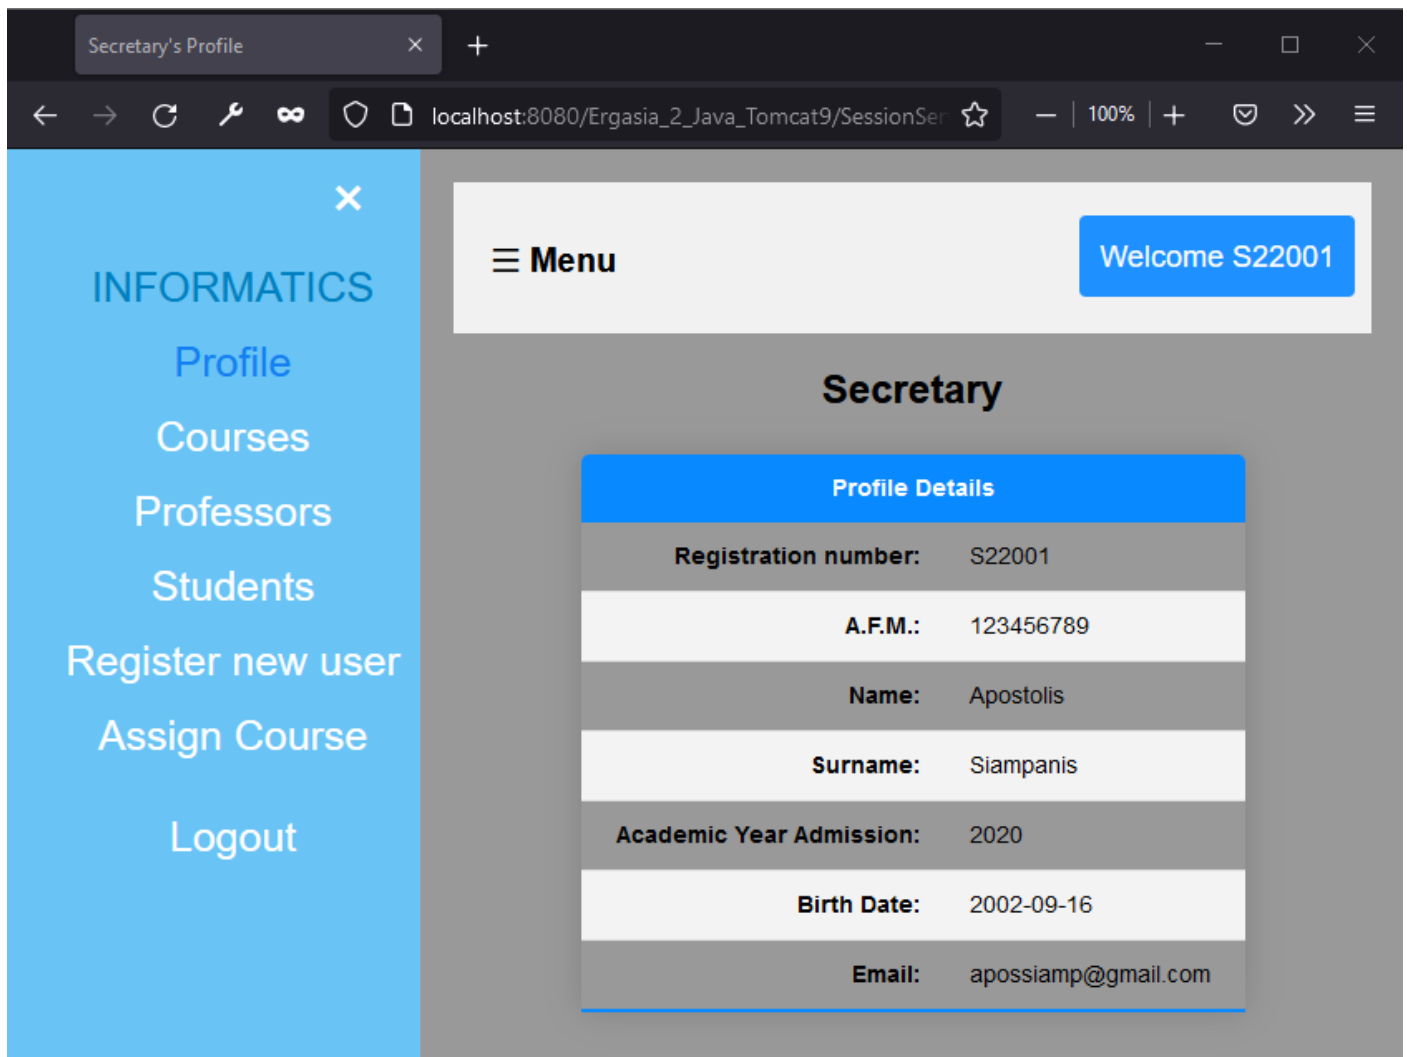 Secretary's Profile
localhost:8080/Ergasia_2_Java_Tomcat9/SessionSer
100%
INFORMATICS
Profile
Courses
Professors
Students
Register new user
Assign Course
Logout
☰ Menu
Welcome S22001
Secretary
Profile Details
Registration number: S22001
A.F.M.: 123456789
Name: Apostolis
Surname: Siampanis
Academic Year Admission: 2020
Birth Date: 2002-09-16
Email: apossiamp@gmail.com